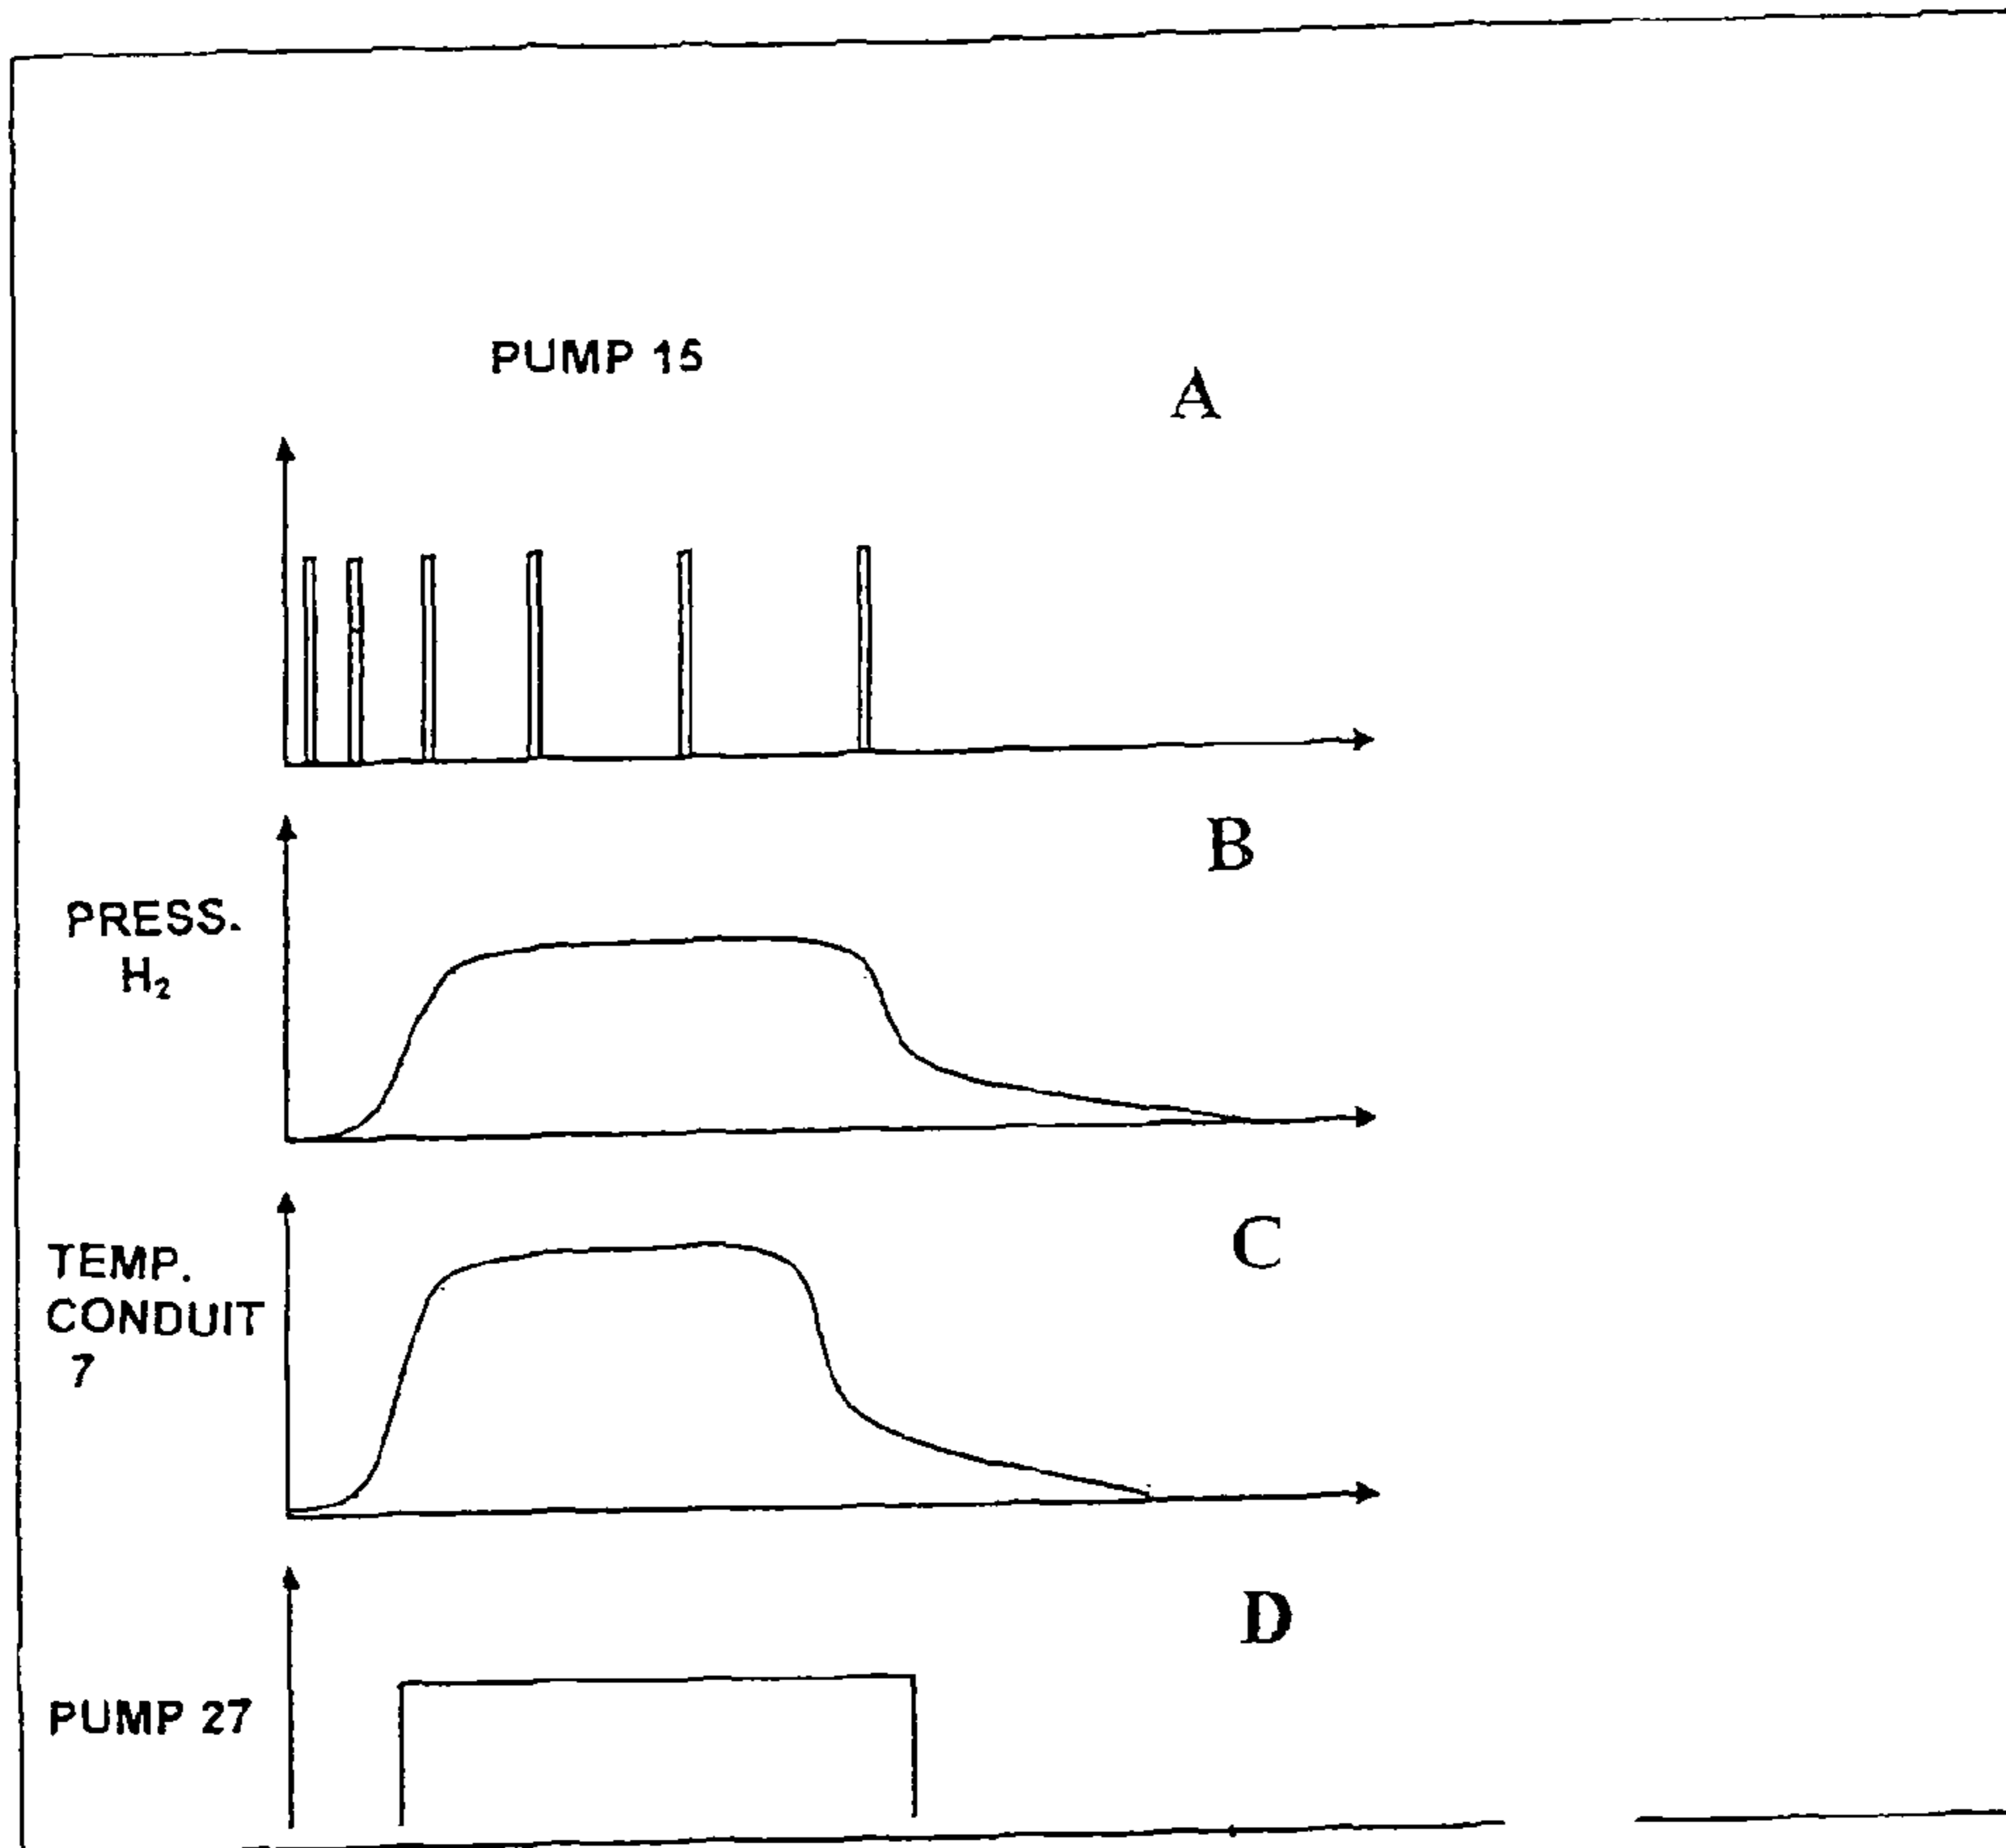 PUMP 15
A
B
PRESS.
H₂
C
TEMP.
CONDUIT
7
D
PUMP 27